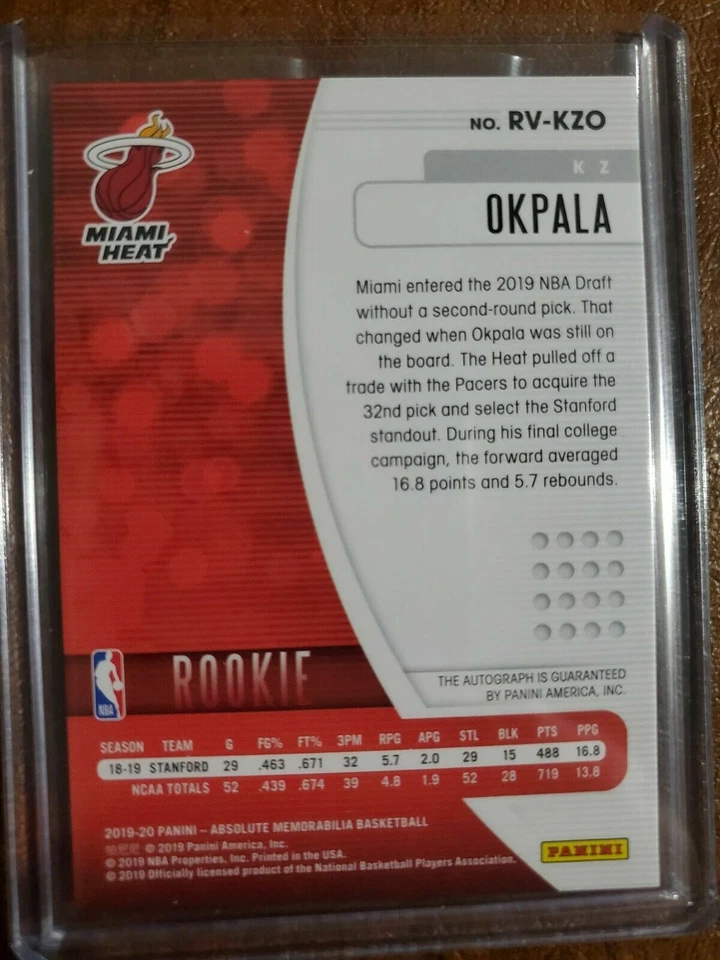 NO. RV-KZO
K Z
OKPALA
MIAMI
HEAT
Miami entered the 2019 NBA Draft
without a second-round pick. That
changed when Okpala was still on
the board. The Heat pulled off a
trade with the Pacers to acquire the
32nd pick and select the Stanford
standout. During his final college
campaign, the forward averaged
16.8 points and 5.7 rebounds.
ROOKIE
NBA
THE AUTOGRAPH IS GUARANTEED
BY PANINI AMERICA, INC.
SEASON TEAM G FG% FT% 3PM RPG APG STL BLK PTS PPG
18-19 STANFORD 29 .463 .671 32 5.7 2.0 29 15 488 16.8
NCAA TOTALS 52 .439 .674 39 4.8 1.9 52 28 719 13.8
2019-20 PANINI – ABSOLUTE MEMORABILIA BASKETBALL
© 2019 Panini America, Inc.
© 2019 NBA Properties, Inc. Printed in the USA.
© 2019 Officially licensed product of the National Basketball Players Association.
PANINI